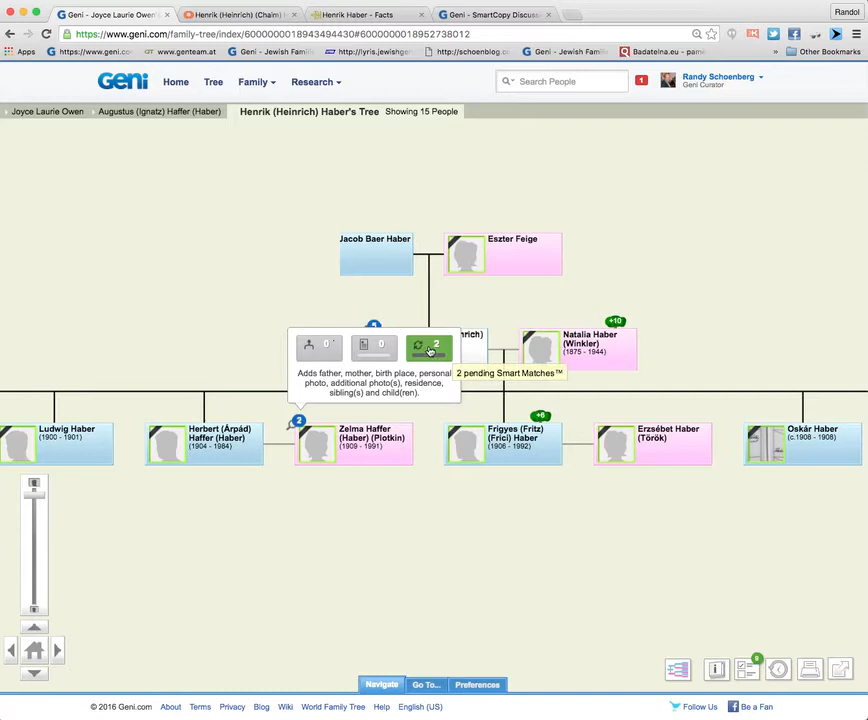 Geni - Joyce Laurie Owen's
Henrik (Heinrich) (Chaim) H
Henrik Haber - Facts
Geni - SmartCopy Discuss
Randol
https://www.geni.com/family-tree/index/6000000018943494430#6000000018952738012
Apps
https://www.geni.co
www.genteam.at
Geni - Jewish Famil
http://lyris.jewishgen
http://schoenblog.co
Geni - Jewish Famil
Badatelna.eu - pam
»
Other Bookmarks
Geni
Home
Tree
Family
Research
Search People
1
Randy Schoenberg
Geni Curator
Joyce Laurie Owen
Augustus (Ignatz) Haffer (Haber)
Henrik (Heinrich) Haber's Tree
Showing 15 People
Jacob Baer Haber
Eszter Feige
5
nrich)
+10
Natalia Haber
(Winkler)
(1875 - 1944)
0
0
2
2 pending Smart Matches™
Adds father, mother, birth place, personal
photo, additional photo(s), residence,
sibling(s) and child(ren).
Ludwig Haber
(1900 - 1901)
Herbert (Árpád)
Haffer (Haber)
(1904 - 1984)
2
Zelma Haffer
(Haber) (Plotkin)
(1909 - 1991)
+6
Frigyes (Fritz)
(Frici) Haber
(1906 - 1992)
Erzsébet Haber
(Török)
Oskár Haber
(c.1908 - 1908)
Navigate
Go To...
Preferences
© 2016 Geni.com
About
Terms
Privacy
Blog
Wiki
World Family Tree
Help
English (US)
Follow Us
Be a Fan